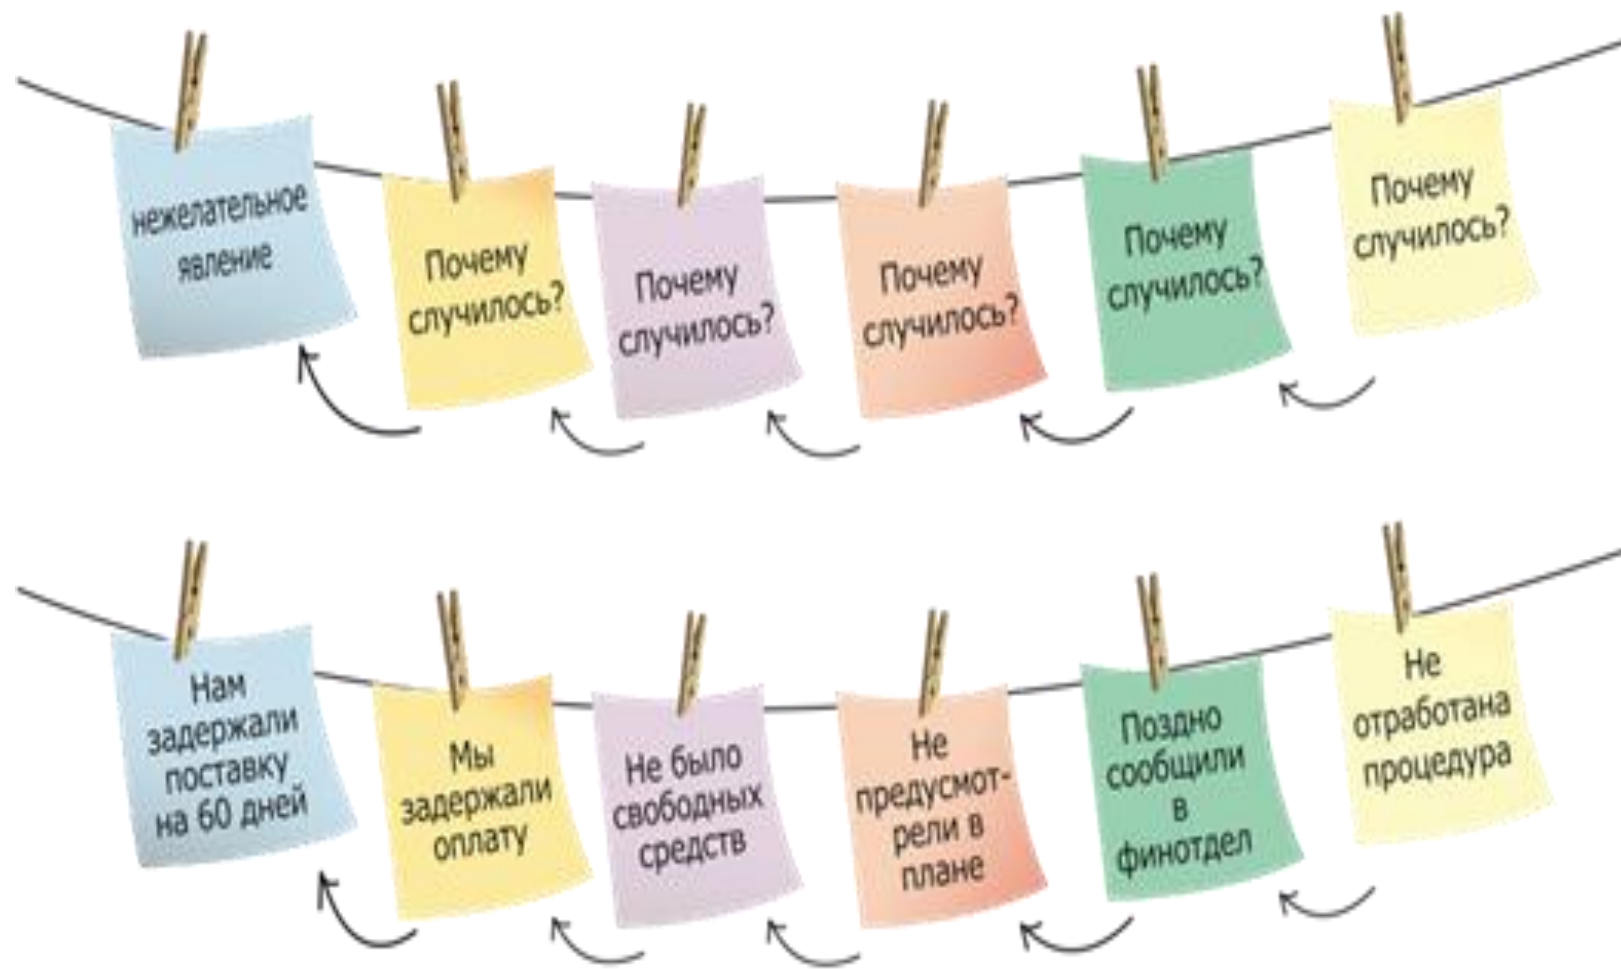 нежелательное
явление
Почему
случилось?
Почему
случилось?
Почему
случилось?
Почему
случилось?
Почему
случилось?
Нам
задержали
поставку
на 60 дней
Мы
задержали
оплату
Не было
свободных
средств
Не
предусмот-
рели в
плане
Поздно
сообщили
в
финотдел
Не
отработана
процедура